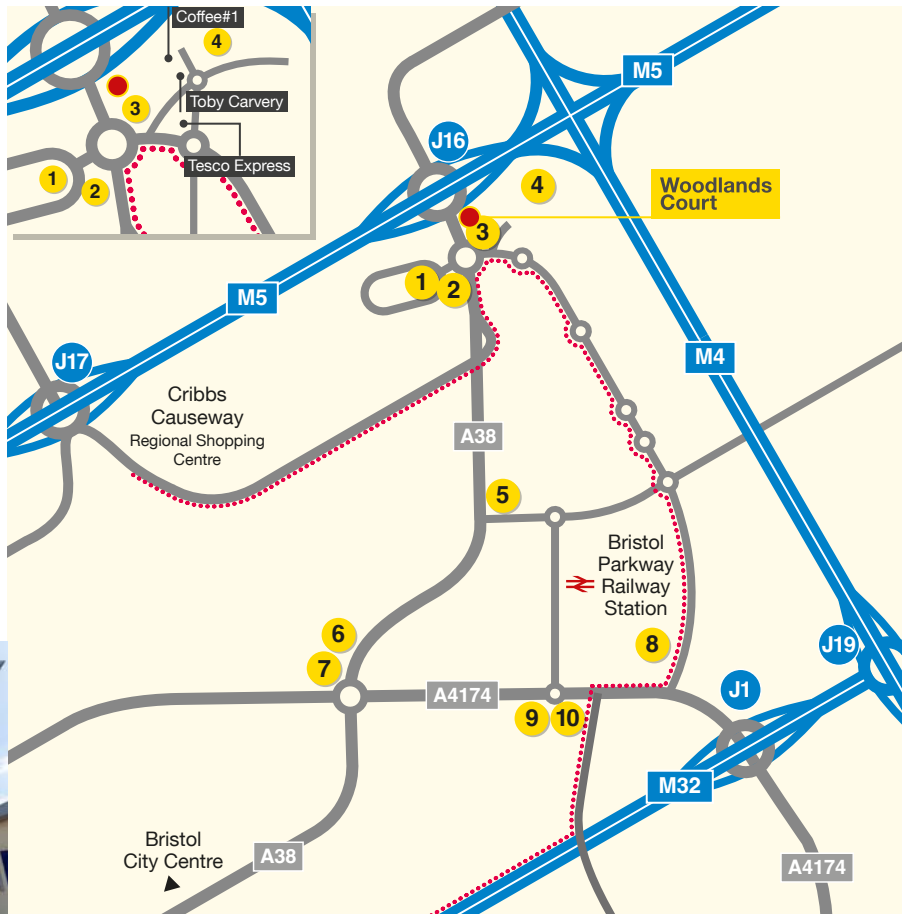 Coffee#1
4
Toby Carvery
3
Tesco Express
1
2
M5
J16
4
Woodlands
Court
3
1
2
M5
M4
J17
Cribbs
Causeway
Regional Shopping
Centre
A38
5
Bristol
Parkway
Railway
Station
6
8
J19
7
J1
A4174
9
10
M32
Bristol
City Centre
A38
A4174